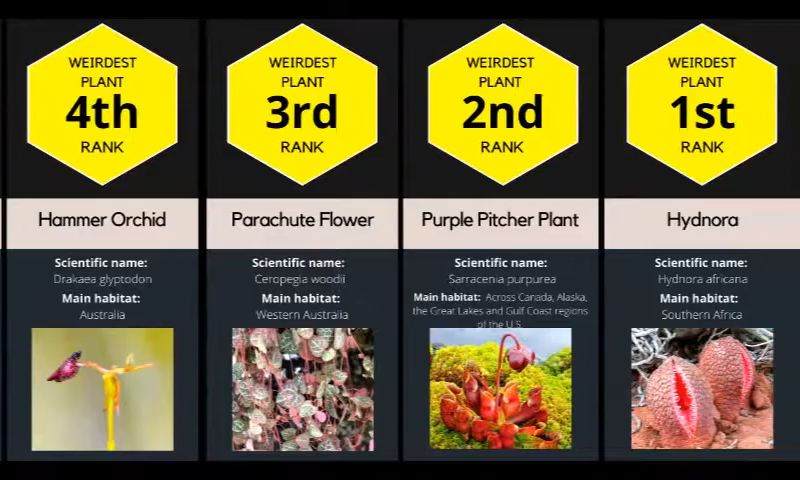 WEIRDEST
PLANT
4th
RANK
Hammer Orchid
Scientific name:
Drakaea glyptodon
Main habitat:
Australia
WEIRDEST
PLANT
3rd
RANK
Parachute Flower
Scientific name:
Ceropegia woodii
Main habitat:
Western Australia
WEIRDEST
PLANT
2nd
RANK
Purple Pitcher Plant
Scientific name:
Sarracenia purpurea
Main habitat: Across Canada, Alaska,
the Great Lakes and Gulf Coast regions
of the U.S.
WEIRDEST
PLANT
1st
RANK
Hydnora
Scientific name:
Hydnora africana
Main habitat:
Southern Africa